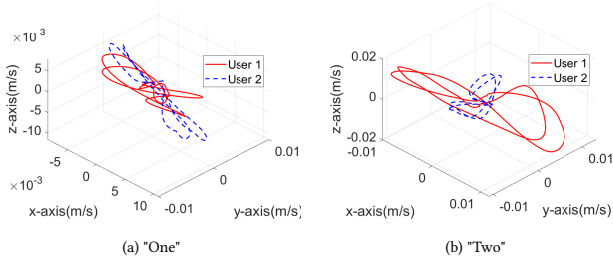 × 10⁻³
5
0
-5
-10
z-axis(m/s)
User 1
User 2
-5
0
5
10
× 10⁻³
x-axis(m/s)
-0.01
0
0.01
y-axis(m/s)
(a) "One"
0.02
0
-0.02
z-axis(m/s)
User 1
User 2
-0.01
0
0.01
x-axis(m/s)
-0.01
0
0.01
y-axis(m/s)
(b) "Two"